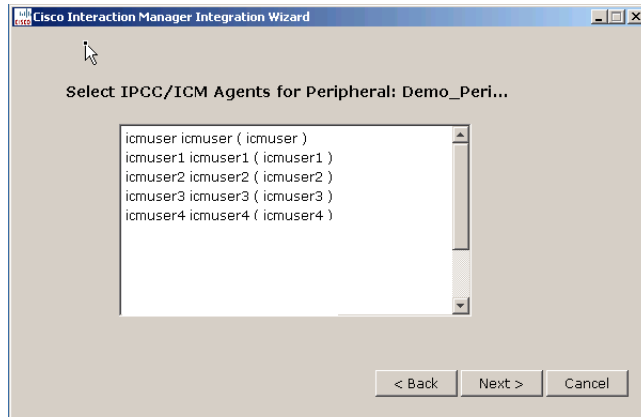 CISCO
Cisco Interaction Manager Integration Wizard
Select IPCC/ICM Agents for Peripheral: Demo_Peri...
icmuser icmuser ( icmuser )
icmuser1 icmuser1 ( icmuser1 )
icmuser2 icmuser2 ( icmuser2 )
icmuser3 icmuser3 ( icmuser3 )
icmuser4 icmuser4 ( icmuser4 )
< Back Next > Cancel